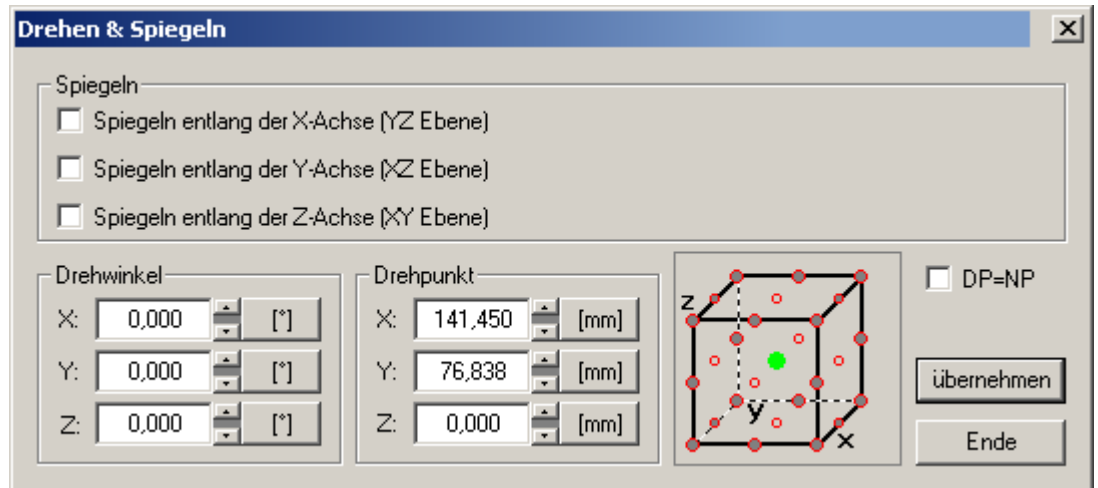 Drehen & Spiegeln
Spiegeln
Spiegeln entlang der X-Achse (YZ Ebene)
Spiegeln entlang der Y-Achse (XZ Ebene)
Spiegeln entlang der Z-Achse (XY Ebene)
Drehwinkel
X: 0,000 [°]
Y: 0,000 [°]
Z: 0,000 [°]
Drehpunkt
X: 141,450 [mm]
Y: 76,838 [mm]
Z: 0,000 [mm]
z
y
x
DP=NP
übernehmen
Ende